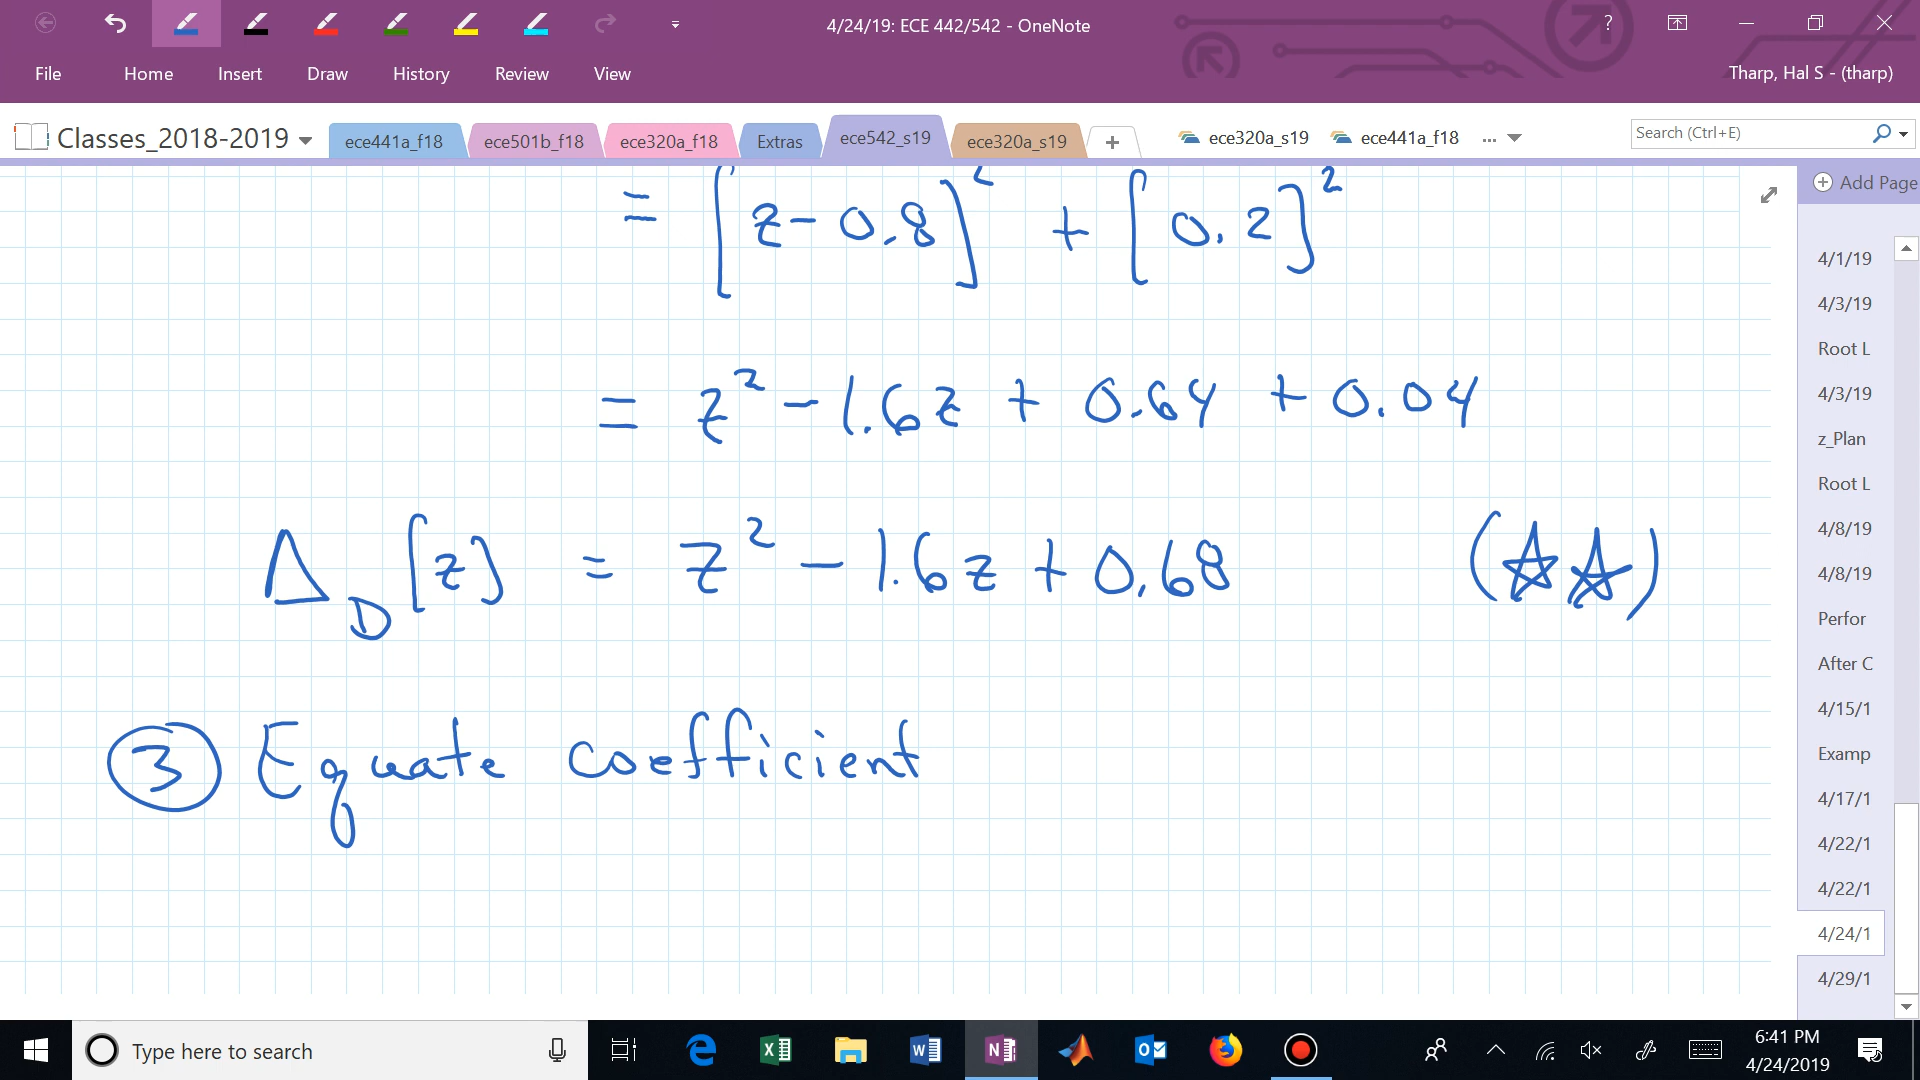 4/24/19: ECE 442/542 - OneNote
?
File Home Insert Draw History Review View
Tharp, Hal S - (tharp)
Classes_2018-2019
ece441a_f18
ece501b_f18
ece320a_f18
Extras
ece542_s19
ece320a_s19
+
ece320a_s19
ece441a_f18
...
Search (Ctrl+E)
= [z - 0.8]² + [0.2]²
= z² - 1.6z + 0.64 + 0.04
Δ_D[z] = z² - 1.6z + 0.68 (☆☆)
③ Equate coefficient
Add Page
4/1/19
4/3/19
Root L
4/3/19
z_Plan
Root L
4/8/19
4/8/19
Perfor
After C
4/15/1
Examp
4/17/1
4/22/1
4/22/1
4/24/1
4/29/1
Type here to search
6:41 PM
4/24/2019